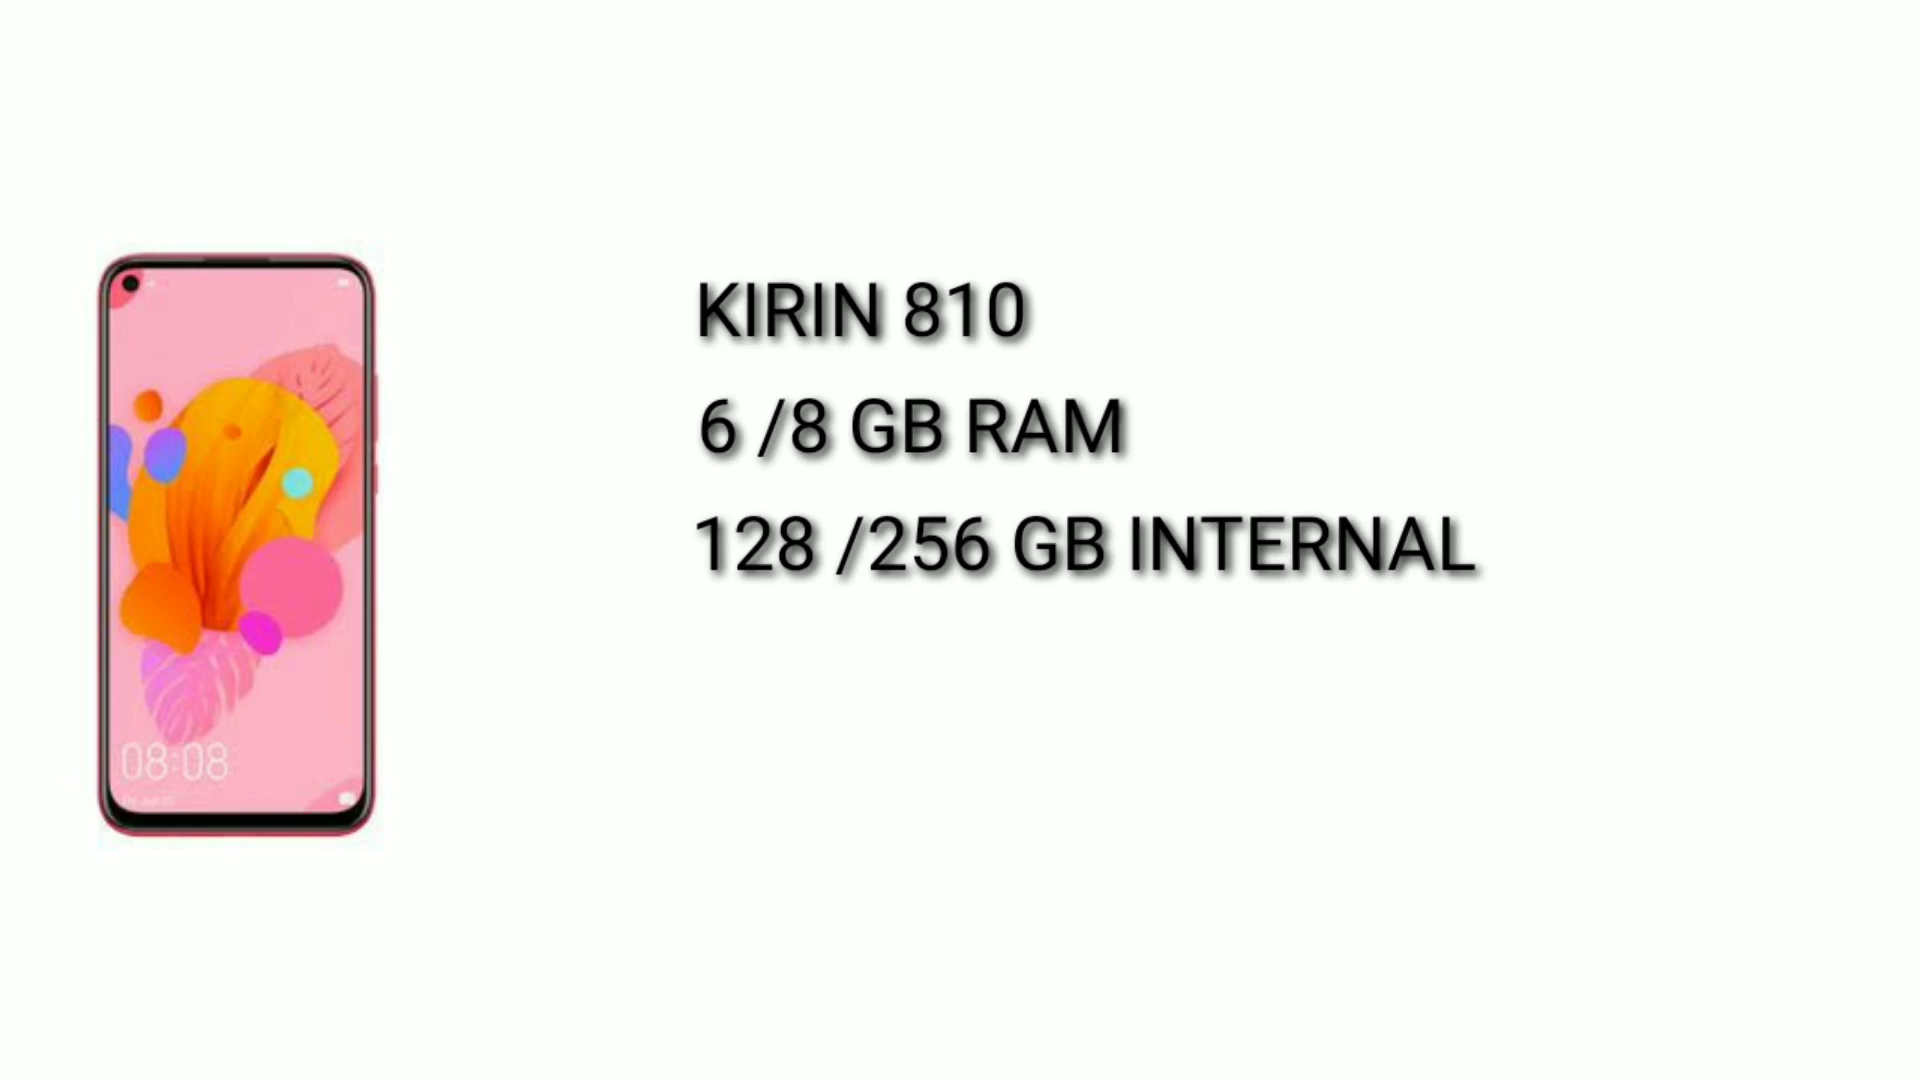 KIRIN 810
6 /8 GB RAM
128 /256 GB INTERNAL
08:08